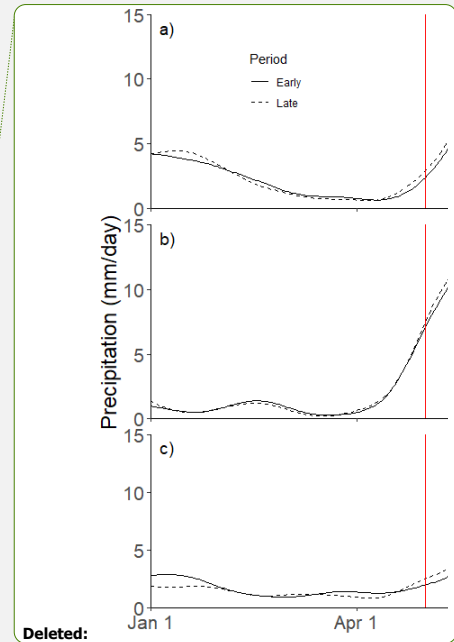 15
a)
Period
Early
Late
10
5
0
15
b)
10
5
0
Precipitation (mm/day)
15
c)
10
5
0
Jan 1
Apr 1
Deleted: